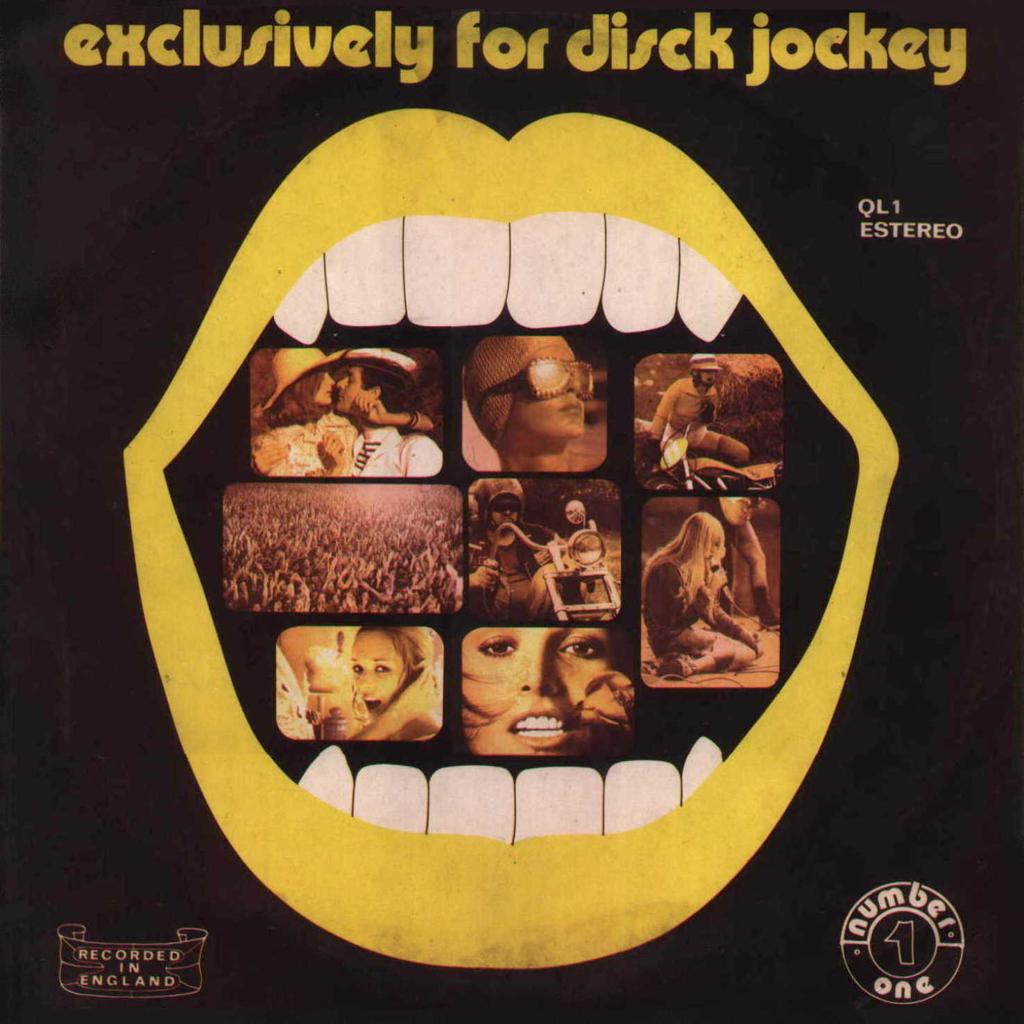 exclusively for disck jockey
QL1
ESTEREO
RECORDED
IN
ENGLAND
number
1
one